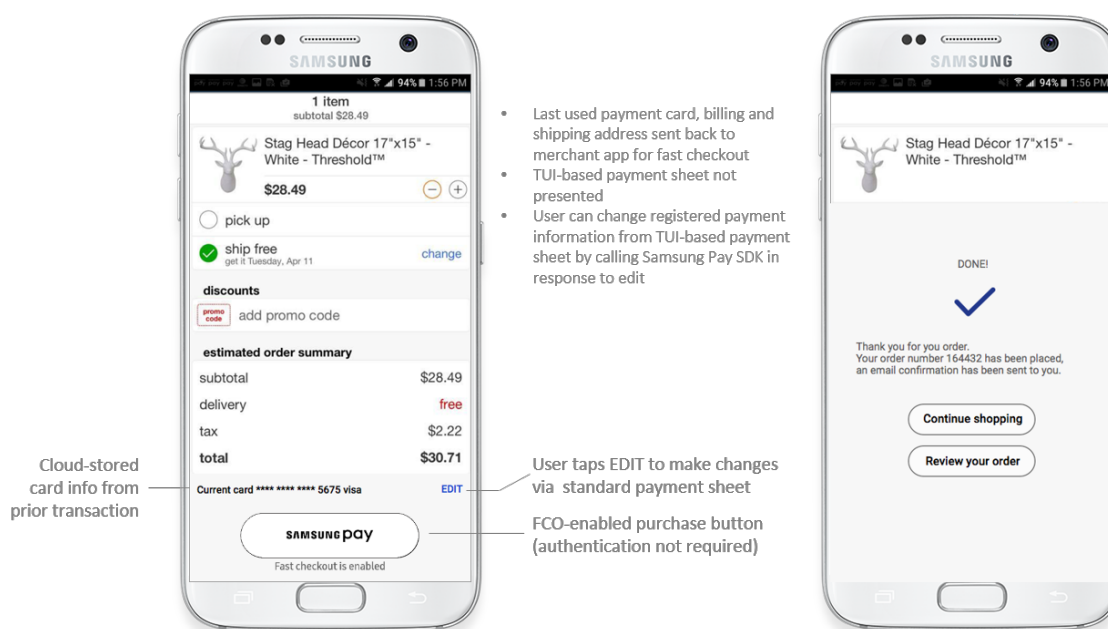 SAMSUNG
94% 1:56 PM
1 item
subtotal $28.49
Stag Head Décor 17"x15" -
White - Threshold™
$28.49
pick up
ship free
get it Tuesday, Apr 11
change
discounts
promo
code
add promo code
estimated order summary
subtotal $28.49
delivery free
tax $2.22
total $30.71
Current card **** **** **** 5675 visa EDIT
SAMSUNG pay
Fast checkout is enabled
Cloud-stored
card info from
prior transaction
• Last used payment card, billing and
shipping address sent back to
merchant app for fast checkout
• TUI-based payment sheet not
presented
• User can change registered payment
information from TUI-based payment
sheet by calling Samsung Pay SDK in
response to edit
User taps EDIT to make changes
via standard payment sheet
FCO-enabled purchase button
(authentication not required)
SAMSUNG
94% 1:56 PM
Stag Head Décor 17"x15" -
White - Threshold™
DONE!
Thank you for you order.
Your order number 164432 has been placed,
an email confirmation has been sent to you.
Continue shopping
Review your order